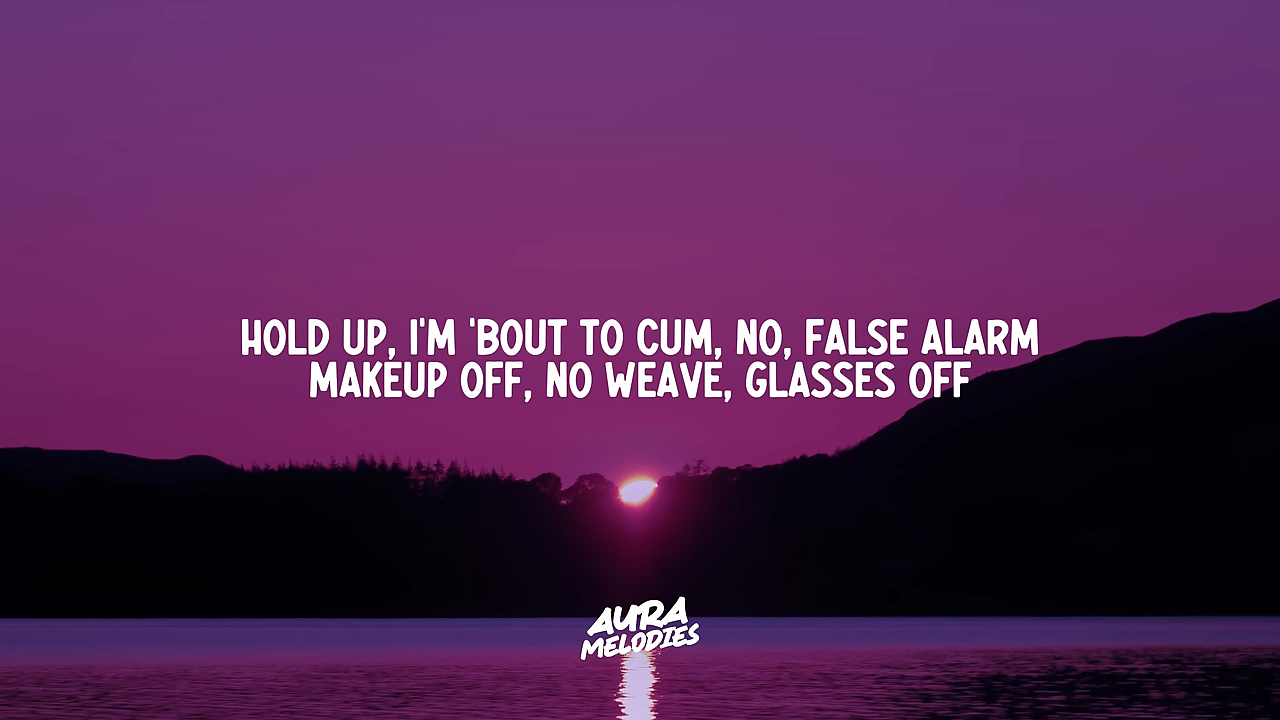 HOLD UP, I'M 'BOUT TO CUM, NO, FALSE ALARM
MAKEUP OFF, NO WEAVE, GLASSES OFF
AURA
MELODIES